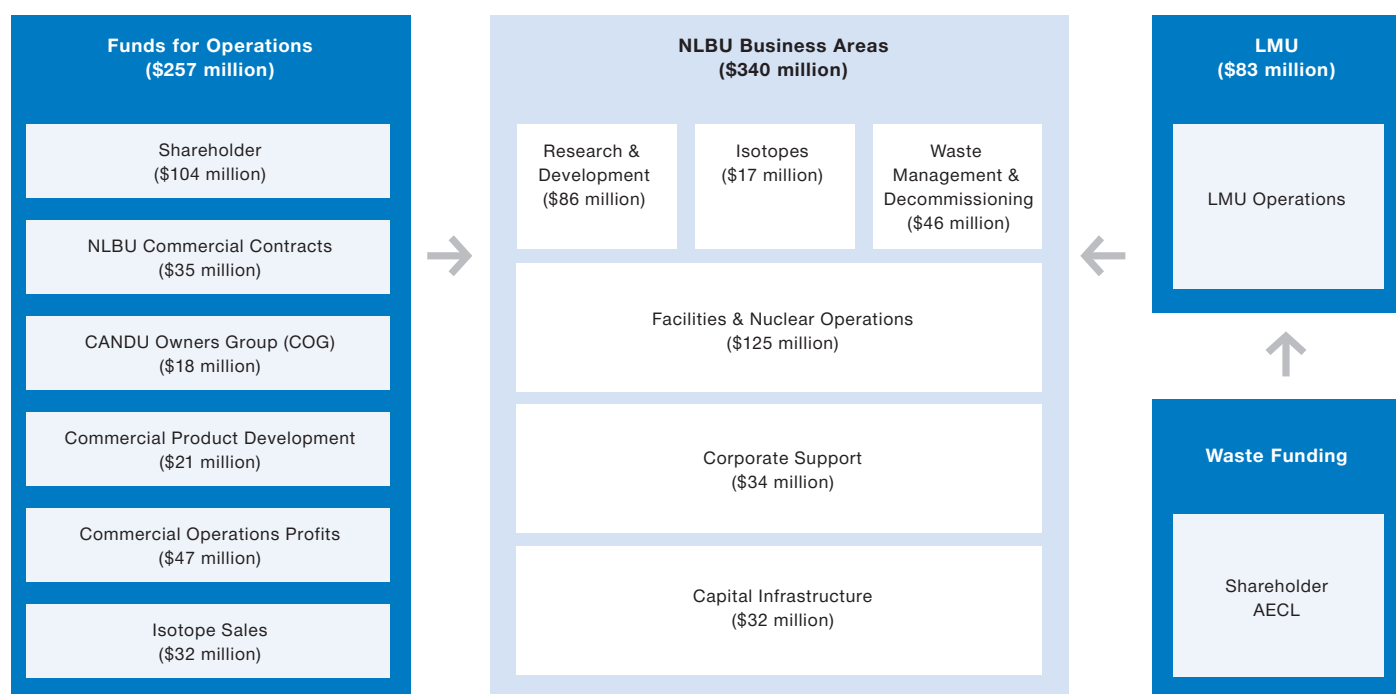 Funds for Operations
($257 million)
Shareholder
($104 million)
NLBU Commercial Contracts
($35 million)
CANDU Owners Group (COG)
($18 million)
Commercial Product Development
($21 million)
Commercial Operations Profits
($47 million)
Isotope Sales
($32 million)
NLBU Business Areas
($340 million)
Research &
Development
($86 million)
Isotopes
($17 million)
Waste
Management &
Decommissioning
($46 million)
Facilities & Nuclear Operations
($125 million)
Corporate Support
($34 million)
Capital Infrastructure
($32 million)
LMU
($83 million)
LMU Operations
Waste Funding
Shareholder
AECL